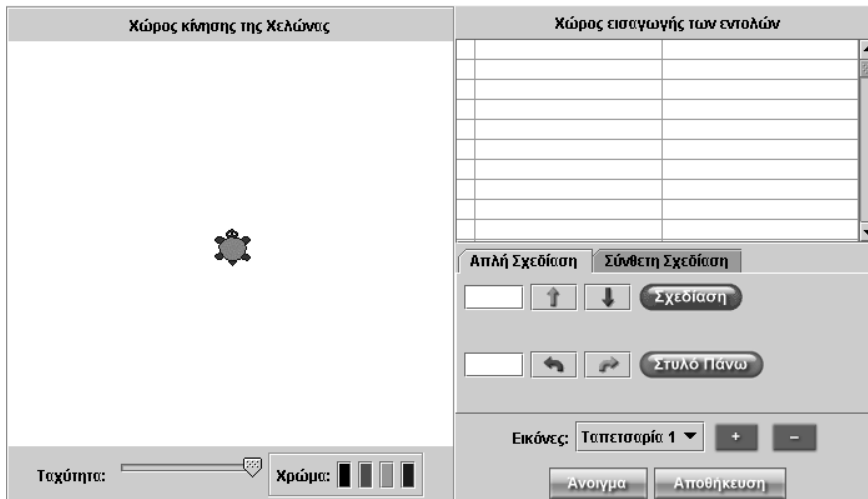 Χώρος κίνησης της Χελώνας
Χώρος εισαγωγής των εντολών
Απλή Σχεδίαση
Σύνθετη Σχεδίαση
Σχεδίαση
Στυλό Πάνω
Εικόνες: Ταπετσαρία 1 + −
Ταχύτητα:
Χρώμα:
Άνοιγμα
Αποθήκευση